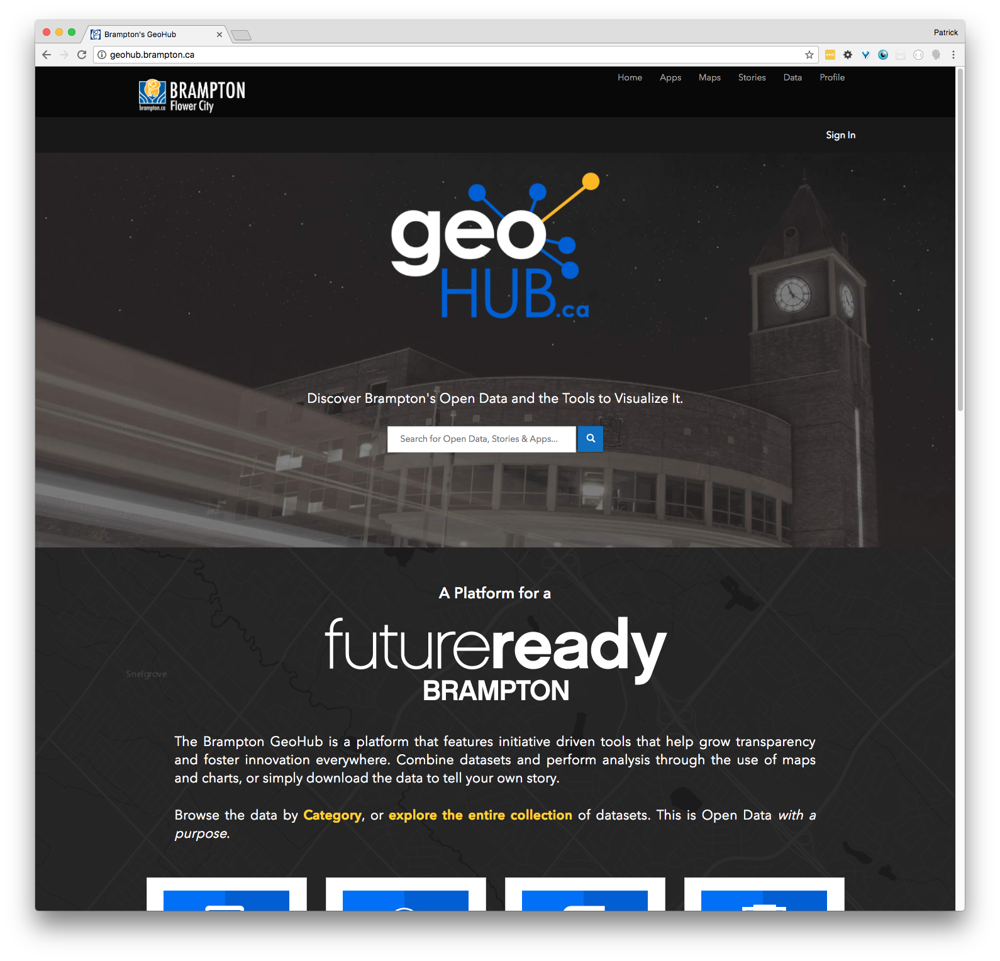 Brampton's GeoHub
Patrick
geohub.brampton.ca
BRAMPTON
Flower City
brampton.ca
Home Apps Maps Stories Data Profile
Sign In
geo
HUB.ca
Discover Brampton's Open Data and the Tools to Visualize It.
Search for Open Data, Stories & Apps...
A Platform for a
futureready
BRAMPTON
Snelgrove
The Brampton GeoHub is a platform that features initiative driven tools that help grow transparency
and foster innovation everywhere. Combine datasets and perform analysis through the use of maps
and charts, or simply download the data to tell your own story.
Browse the data by Category, or explore the entire collection of datasets. This is Open Data with a
purpose.